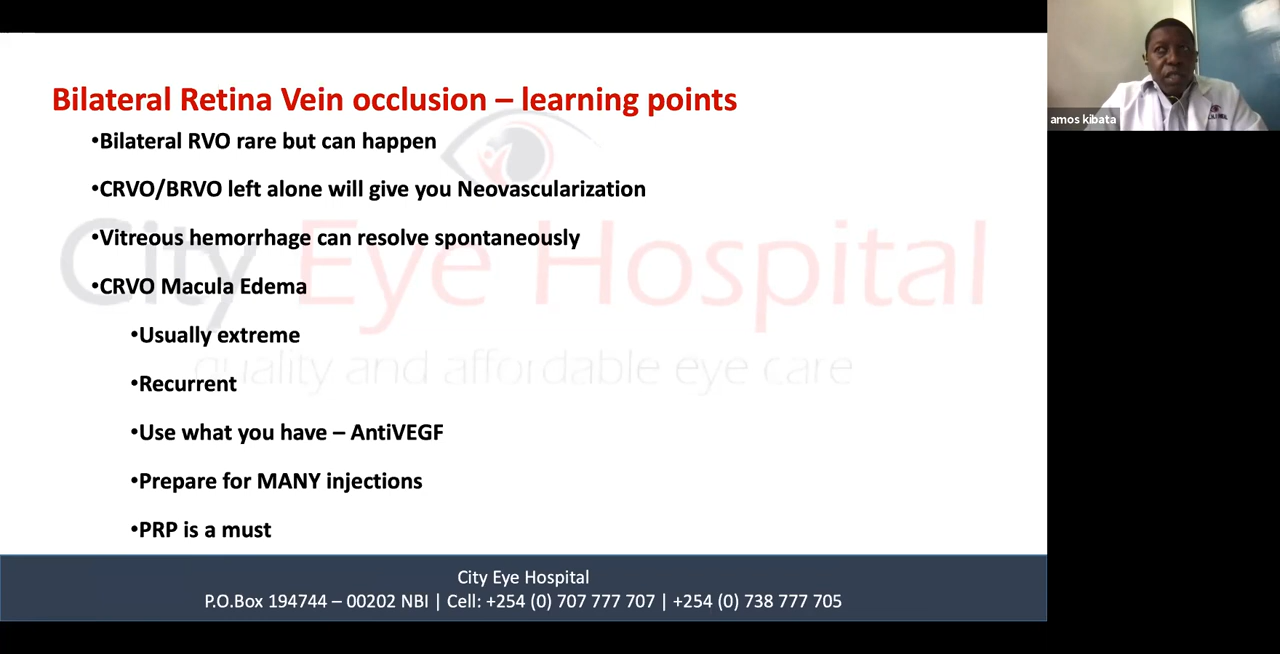 Bilateral Retina Vein occlusion – learning points
•Bilateral RVO rare but can happen
•CRVO/BRVO left alone will give you Neovascularization
•Vitreous hemorrhage can resolve spontaneously
•CRVO Macula Edema
•Usually extreme
•Recurrent
•Use what you have – AntiVEGF
•Prepare for MANY injections
•PRP is a must
City Eye Hospital
quality and affordable eye care
City Eye Hospital
P.O.Box 194744 – 00202 NBI | Cell: +254 (0) 707 777 707 | +254 (0) 738 777 705
amos kibata